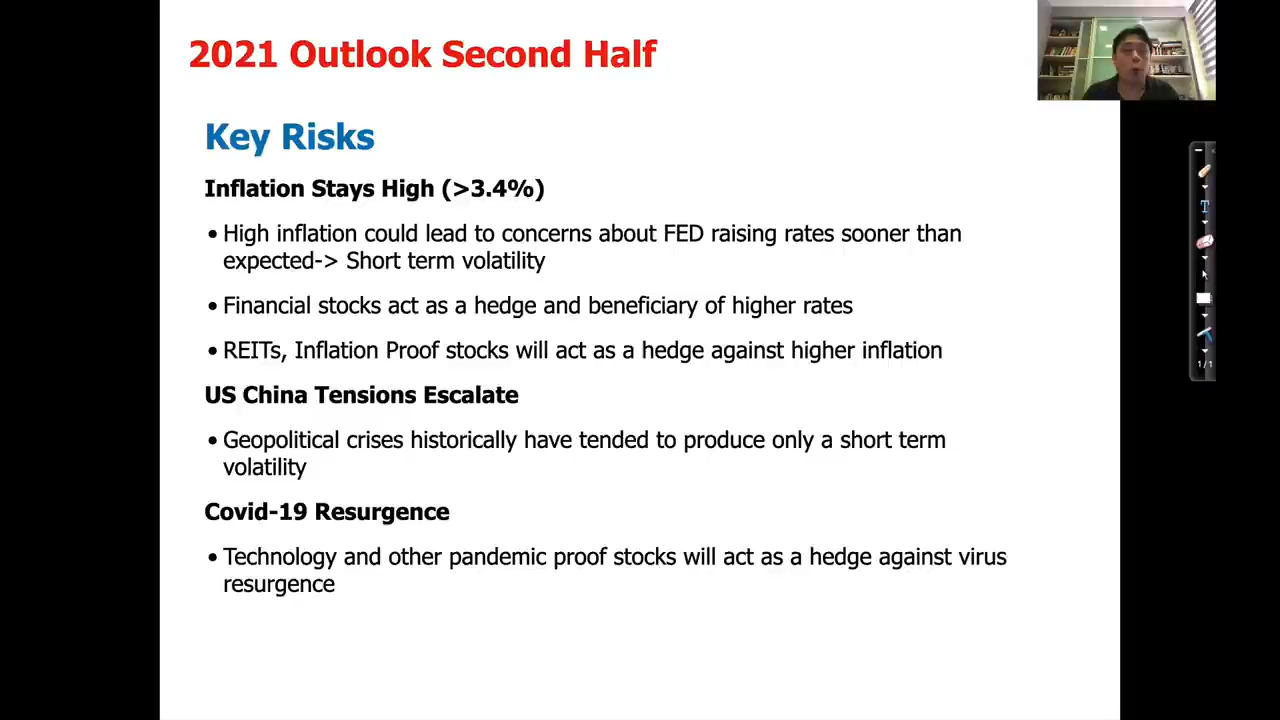 2021 Outlook Second Half
Key Risks
Inflation Stays High (>3.4%)
• High inflation could lead to concerns about FED raising rates sooner than
expected-> Short term volatility
• Financial stocks act as a hedge and beneficiary of higher rates
• REITs, Inflation Proof stocks will act as a hedge against higher inflation
US China Tensions Escalate
• Geopolitical crises historically have tended to produce only a short term
volatility
Covid-19 Resurgence
• Technology and other pandemic proof stocks will act as a hedge against virus
resurgence
T
1/1